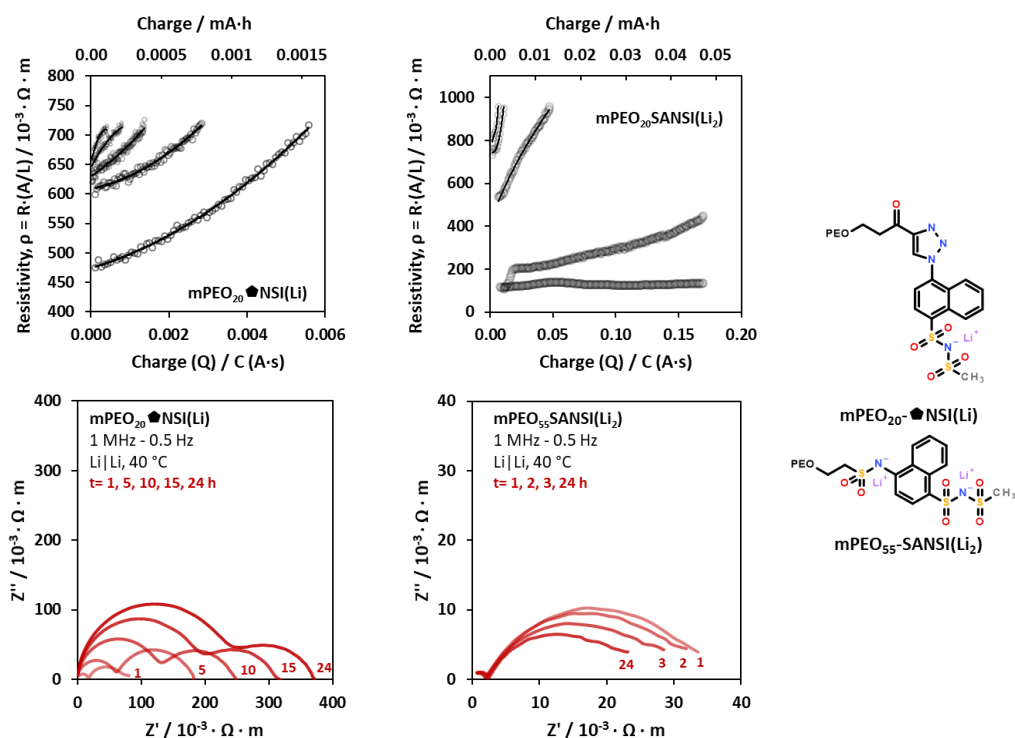 Charge / mA·h
0.0000 0.0005 0.001 0.0015
Resistivity, ρ = R·(A/L) / 10⁻³ · Ω · m
800
750
700
650
600
550
500
450
400
mPEO₂₀⬟NSI(Li)
0.000 0.002 0.004 0.006
Charge (Q) / C (A·s)
Charge / mA·h
0.00 0.01 0.03 0.04 0.05
Resistivity, ρ = R·(A/L) / 10⁻³ · Ω · m
1000
800
600
400
200
0
mPEO₂₀SANSI(Li₂)
0.00 0.05 0.10 0.15 0.20
Charge (Q) / C (A·s)
400
300
200
100
0
Z'' / 10⁻³ · Ω · m
mPEO₂₀⬟NSI(Li)
1 MHz - 0.5 Hz
Li|Li, 40 °C
t= 1, 5, 10, 15, 24 h
1 5 10 15 24
0 100 200 300 400
Z' / 10⁻³ · Ω · m
40
30
20
10
0
Z'' / 10⁻³ · Ω · m
mPEO₅₅SANSI(Li₂)
1 MHz - 0.5 Hz
Li|Li, 40 °C
t= 1, 2, 3, 24 h
24 3 2 1
0 10 20 30 40
Z' / 10⁻³ · Ω · m
O
PEO O N
N
N
O S O
N⁻ Li⁺
O S O
CH₃
mPEO₂₀-⬟NSI(Li)
PEO O S N⁻ Li⁺
O O
Li⁺
O O
S N⁻ S CH₃
O O
mPEO₅₅-SANSI(Li₂)